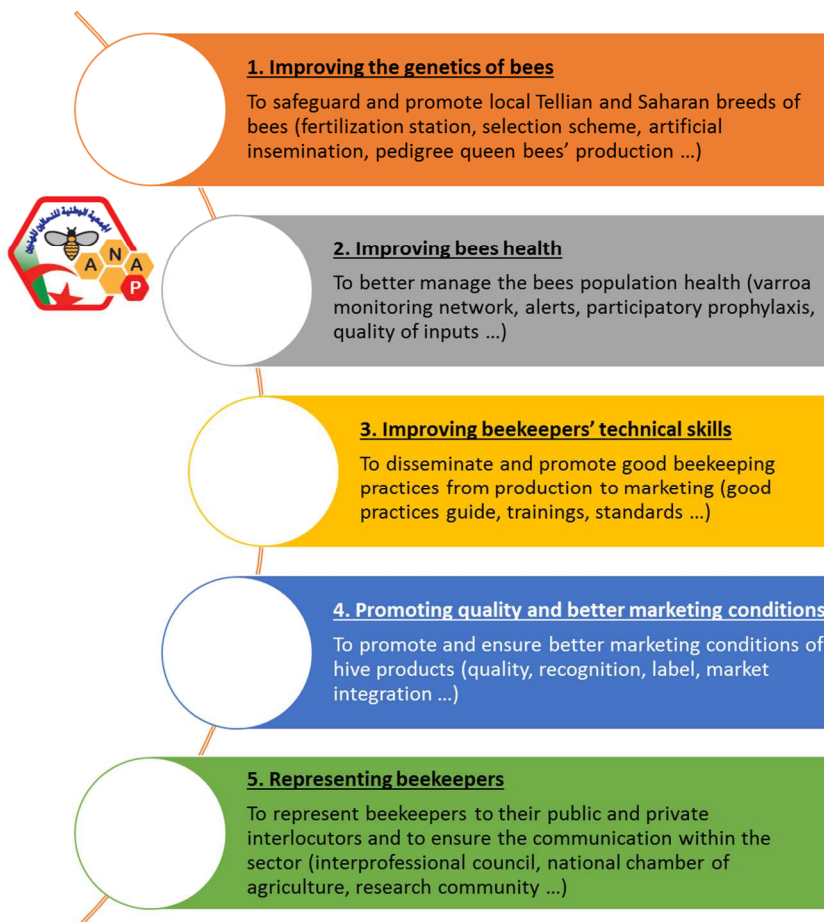 1. Improving the genetics of bees
To safeguard and promote local Tellian and Saharan breeds of
bees (fertilization station, selection scheme, artificial
insemination, pedigree queen bees' production ...)
الجمعية الوطنية للنحالين المهنيين
A N A P
2. Improving bees health
To better manage the bees population health (varroa
monitoring network, alerts, participatory prophylaxis,
quality of inputs ...)
3. Improving beekeepers' technical skills
To disseminate and promote good beekeeping
practices from production to marketing (good
practices guide, trainings, standards ...)
4. Promoting quality and better marketing conditions
To promote and ensure better marketing conditions of
hive products (quality, recognition, label, market
integration ...)
5. Representing beekeepers
To represent beekeepers to their public and private
interlocutors and to ensure the communication within the
sector (interprofessional council, national chamber of
agriculture, research community ...)